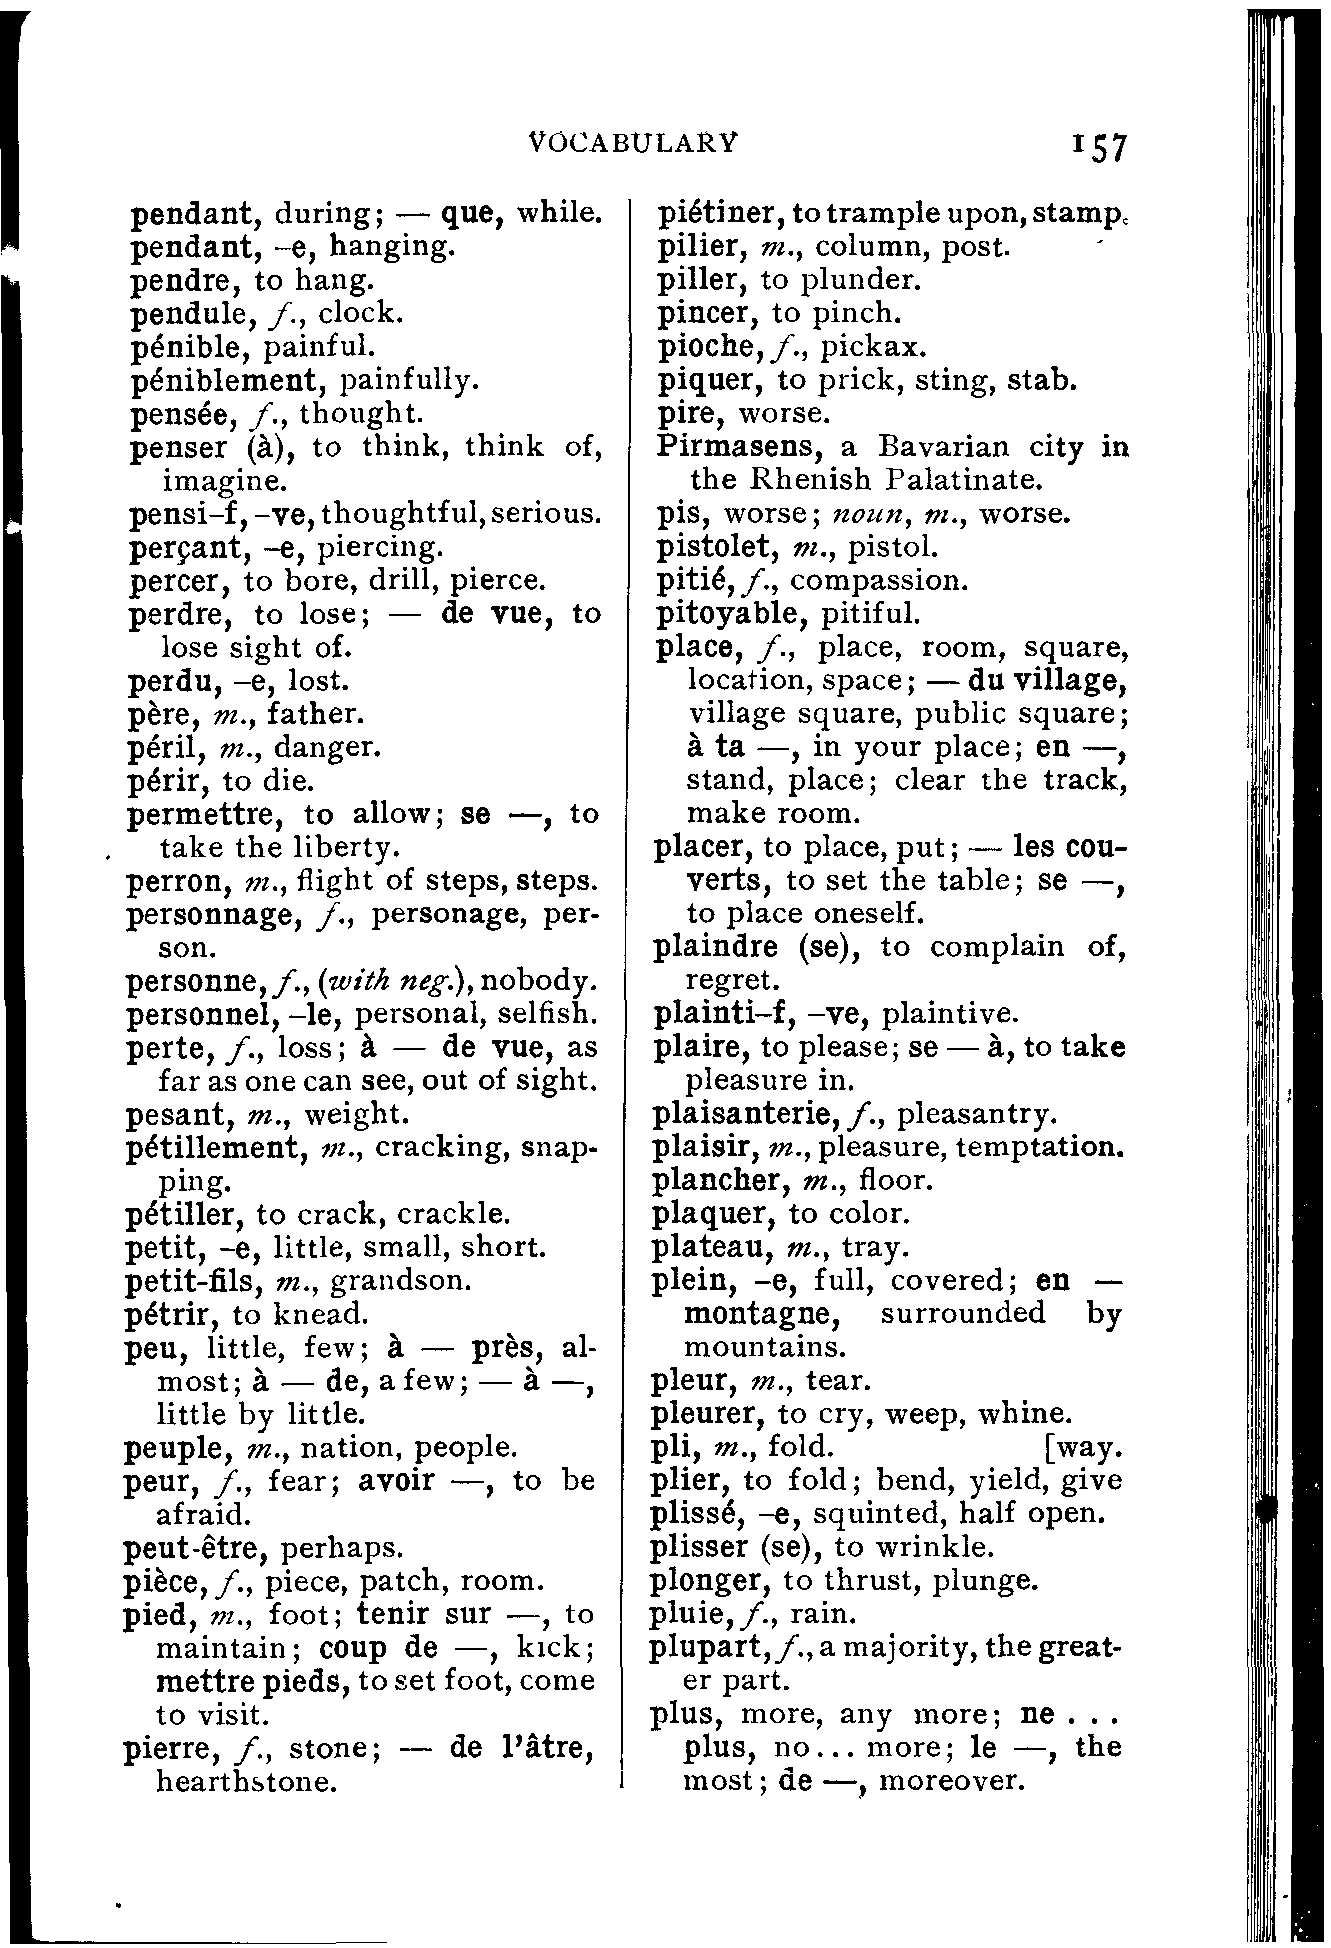 VOCABULARY 157
pendant, during; — que, while.
pendant, –e, hanging.
pendre, to hang.
pendule, f., clock.
pénible, painful.
péniblement, painfully.
pensée, f., thought.
penser (à), to think, think of,
imagine.
pensi–f, –ve, thoughtful, serious.
perçant, –e, piercing.
percer, to bore, drill, pierce.
perdre, to lose; — de vue, to
lose sight of.
perdu, –e, lost.
père, m., father.
péril, m., danger.
périr, to die.
permettre, to allow; se —, to
take the liberty.
perron, m., flight of steps, steps.
personnage, f., personage, per-
son.
personne, f., (with neg.), nobody.
personnel, –le, personal, selfish.
perte, f., loss; à — de vue, as
far as one can see, out of sight.
pesant, m., weight.
pétillement, m., cracking, snap-
ping.
pétiller, to crack, crackle.
petit, –e, little, small, short.
petit-fils, m., grandson.
pétrir, to knead.
peu, little, few; à — près, al-
most; à — de, a few; — à —,
little by little.
peuple, m., nation, people.
peur, f., fear; avoir —, to be
afraid.
peut-être, perhaps.
pièce, f., piece, patch, room.
pied, m., foot; tenir sur —, to
maintain; coup de —, kick;
mettre pieds, to set foot, come
to visit.
pierre, f., stone; — de l'âtre,
hearthstone.
piétiner, to trample upon, stamp.
pilier, m., column, post.
piller, to plunder.
pincer, to pinch.
pioche, f., pickax.
piquer, to prick, sting, stab.
pire, worse.
Pirmasens, a Bavarian city in
the Rhenish Palatinate.
pis, worse; noun, m., worse.
pistolet, m., pistol.
pitié, f., compassion.
pitoyable, pitiful.
place, f., place, room, square,
location, space; — du village,
village square, public square;
à ta —, in your place; en —,
stand, place; clear the track,
make room.
placer, to place, put; — les cou-
verts, to set the table; se —,
to place oneself.
plaindre (se), to complain of,
regret.
plainti–f, –ve, plaintive.
plaire, to please; se — à, to take
pleasure in.
plaisanterie, f., pleasantry.
plaisir, m., pleasure, temptation.
plancher, m., floor.
plaquer, to color.
plateau, m., tray.
plein, –e, full, covered; en —
montagne, surrounded by
mountains.
pleur, m., tear.
pleurer, to cry, weep, whine.
pli, m., fold. [way.
plier, to fold; bend, yield, give
plissé, –e, squinted, half open.
plisser (se), to wrinkle.
plonger, to thrust, plunge.
pluie, f., rain.
plupart, f., a majority, the great-
er part.
plus, more, any more; ne . . .
plus, no... more; le —, the
most; de —, moreover.